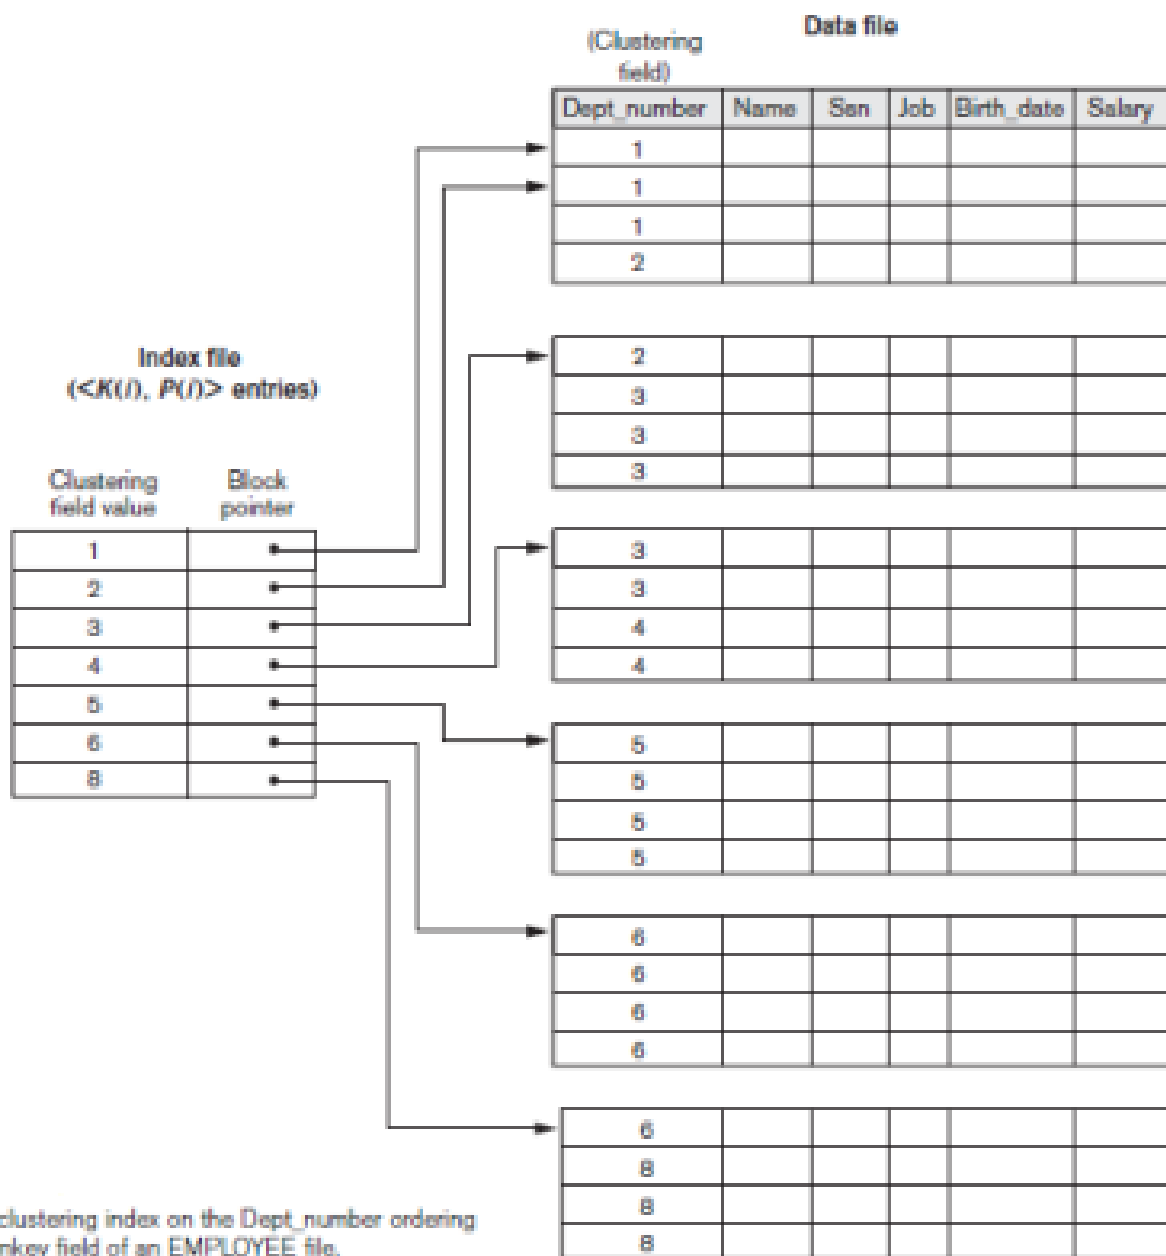 Data file
(Clustering
field)
Dept_number Name Ssn Job Birth_date Salary
1
1
1
2
2
3
3
3
3
3
4
4
5
5
5
5
6
6
6
6
6
8
8
8
Index file
(<K(i), P(i)> entries)
Clustering
field value
Block
pointer
1
2
3
4
5
6
8
clustering index on the Dept_number ordering
nkey field of an EMPLOYEE file.